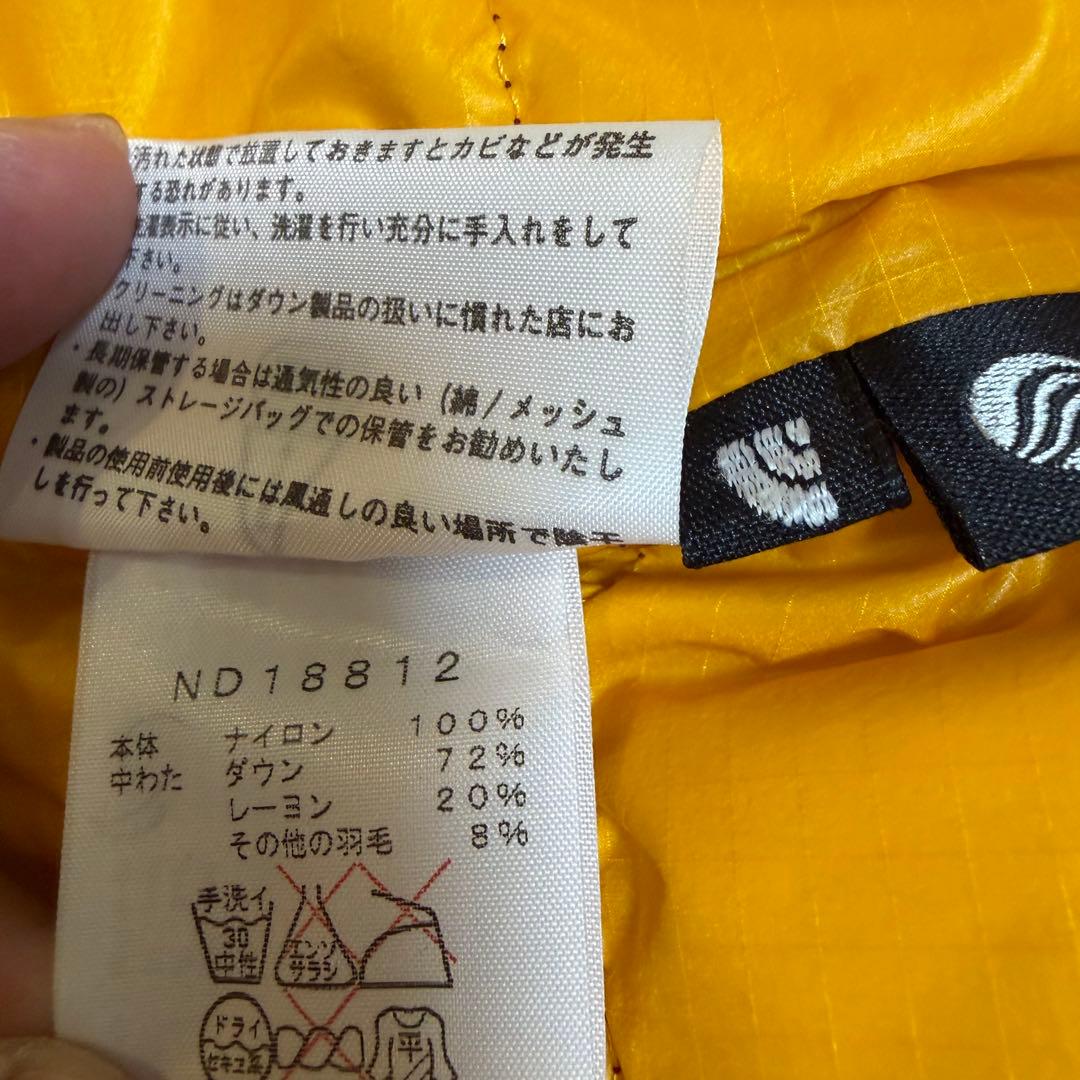 汚れた状態で放置しておきますとカビなどが発生
する恐れがあります。
表示に従い、洗濯を行い充分に手入れをして
下さい。
クリーニングはダウン製品の扱いに慣れた店にお
出し下さい。
・長期保管する場合は通気性の良い (綿/メッシュ
製の) ストレージバッグでの保管をお勧めいたし
ます。
・製品の使用前使用後には風通しの良い場所で陰干
しを行って下さい。
ND18812
本体 ナイロン 100%
中わた ダウン 72%
レーヨン 20%
その他の羽毛 8%
手洗イ
30
中性
エンソ
サラシ
ドライ
セキユ系
平